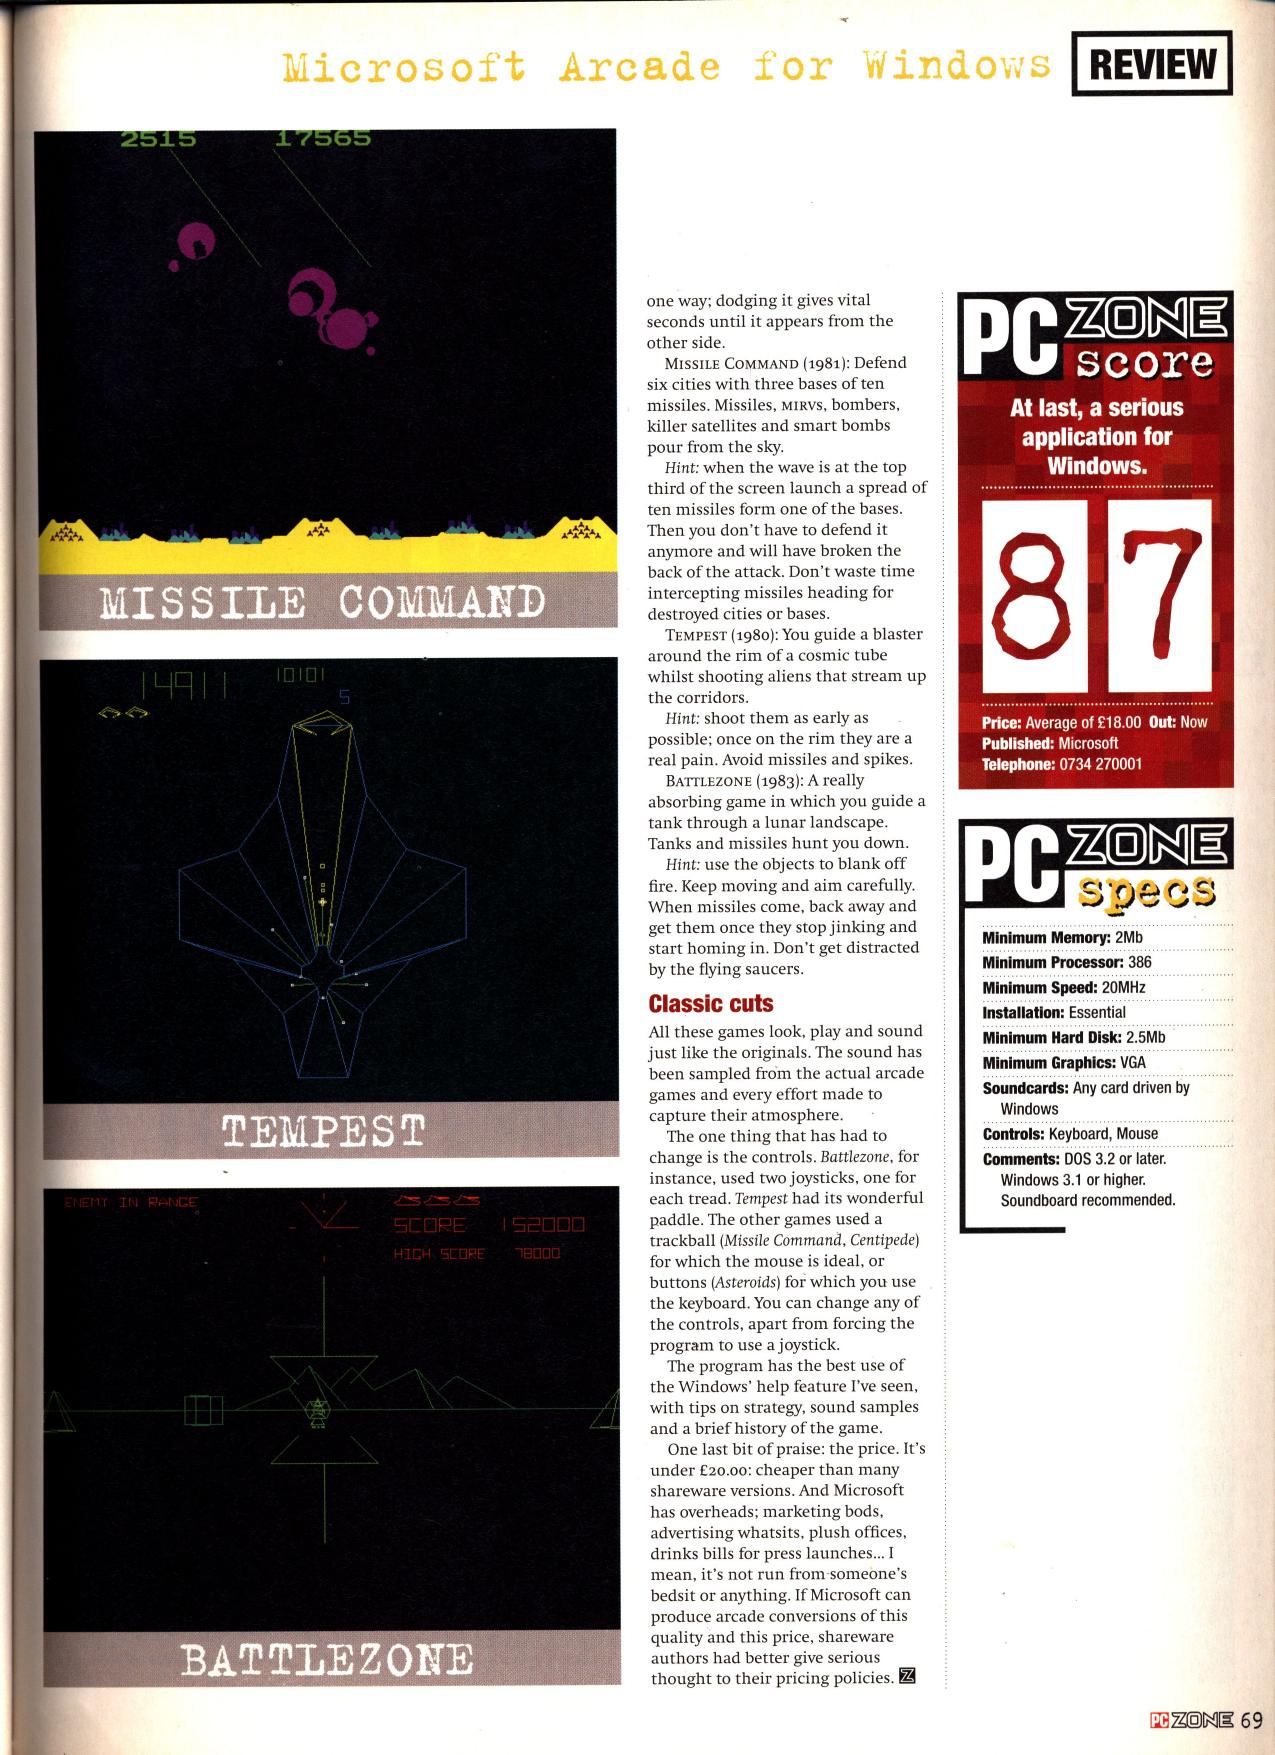 Microsoft Arcade for Windows
REVIEW
2515 17565
MISSILE COMMAND
14911 10101
5
TEMPEST
ENEMY IN RANGE
SCORE 152000
HIGH SCORE 78000
BATTLEZONE
one way; dodging it gives vital
seconds until it appears from the
other side.
MISSILE COMMAND (1981): Defend
six cities with three bases of ten
missiles. Missiles, MIRVs, bombers,
killer satellites and smart bombs
pour from the sky.
Hint: when the wave is at the top
third of the screen launch a spread of
ten missiles form one of the bases.
Then you don't have to defend it
anymore and will have broken the
back of the attack. Don't waste time
intercepting missiles heading for
destroyed cities or bases.
TEMPEST (1980): You guide a blaster
around the rim of a cosmic tube
whilst shooting aliens that stream up
the corridors.
Hint: shoot them as early as
possible; once on the rim they are a
real pain. Avoid missiles and spikes.
BATTLEZONE (1983): A really
absorbing game in which you guide a
tank through a lunar landscape.
Tanks and missiles hunt you down.
Hint: use the objects to blank off
fire. Keep moving and aim carefully.
When missiles come, back away and
get them once they stop jinking and
start homing in. Don't get distracted
by the flying saucers.
Classic cuts
All these games look, play and sound
just like the originals. The sound has
been sampled from the actual arcade
games and every effort made to
capture their atmosphere.
The one thing that has had to
change is the controls. Battlezone, for
instance, used two joysticks, one for
each tread. Tempest had its wonderful
paddle. The other games used a
trackball (Missile Command, Centipede)
for which the mouse is ideal, or
buttons (Asteroids) for which you use
the keyboard. You can change any of
the controls, apart from forcing the
program to use a joystick.
The program has the best use of
the Windows' help feature I've seen,
with tips on strategy, sound samples
and a brief history of the game.
One last bit of praise: the price. It's
under £20.00: cheaper than many
shareware versions. And Microsoft
has overheads; marketing bods,
advertising whatsits, plush offices,
drinks bills for press launches... I
mean, it's not run from someone's
bedsit or anything. If Microsoft can
produce arcade conversions of this
quality and this price, shareware
authors had better give serious
thought to their pricing policies. Z
PC ZONE
score
At last, a serious
application for
Windows.
87
Price: Average of £18.00 Out: Now
Published: Microsoft
Telephone: 0734 270001
PC ZONE
specs
Minimum Memory: 2Mb
Minimum Processor: 386
Minimum Speed: 20MHz
Installation: Essential
Minimum Hard Disk: 2.5Mb
Minimum Graphics: VGA
Soundcards: Any card driven by
Windows
Controls: Keyboard, Mouse
Comments: DOS 3.2 or later.
Windows 3.1 or higher.
Soundboard recommended.
PC ZONE 69